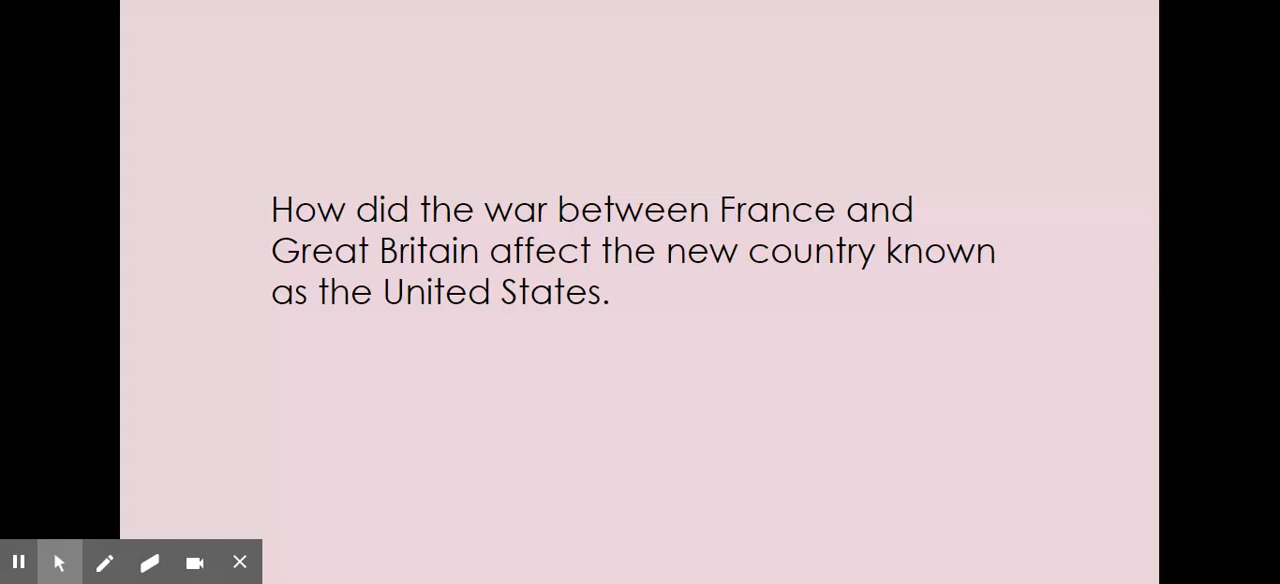 How did the war between France and
Great Britain affect the new country known
as the United States.